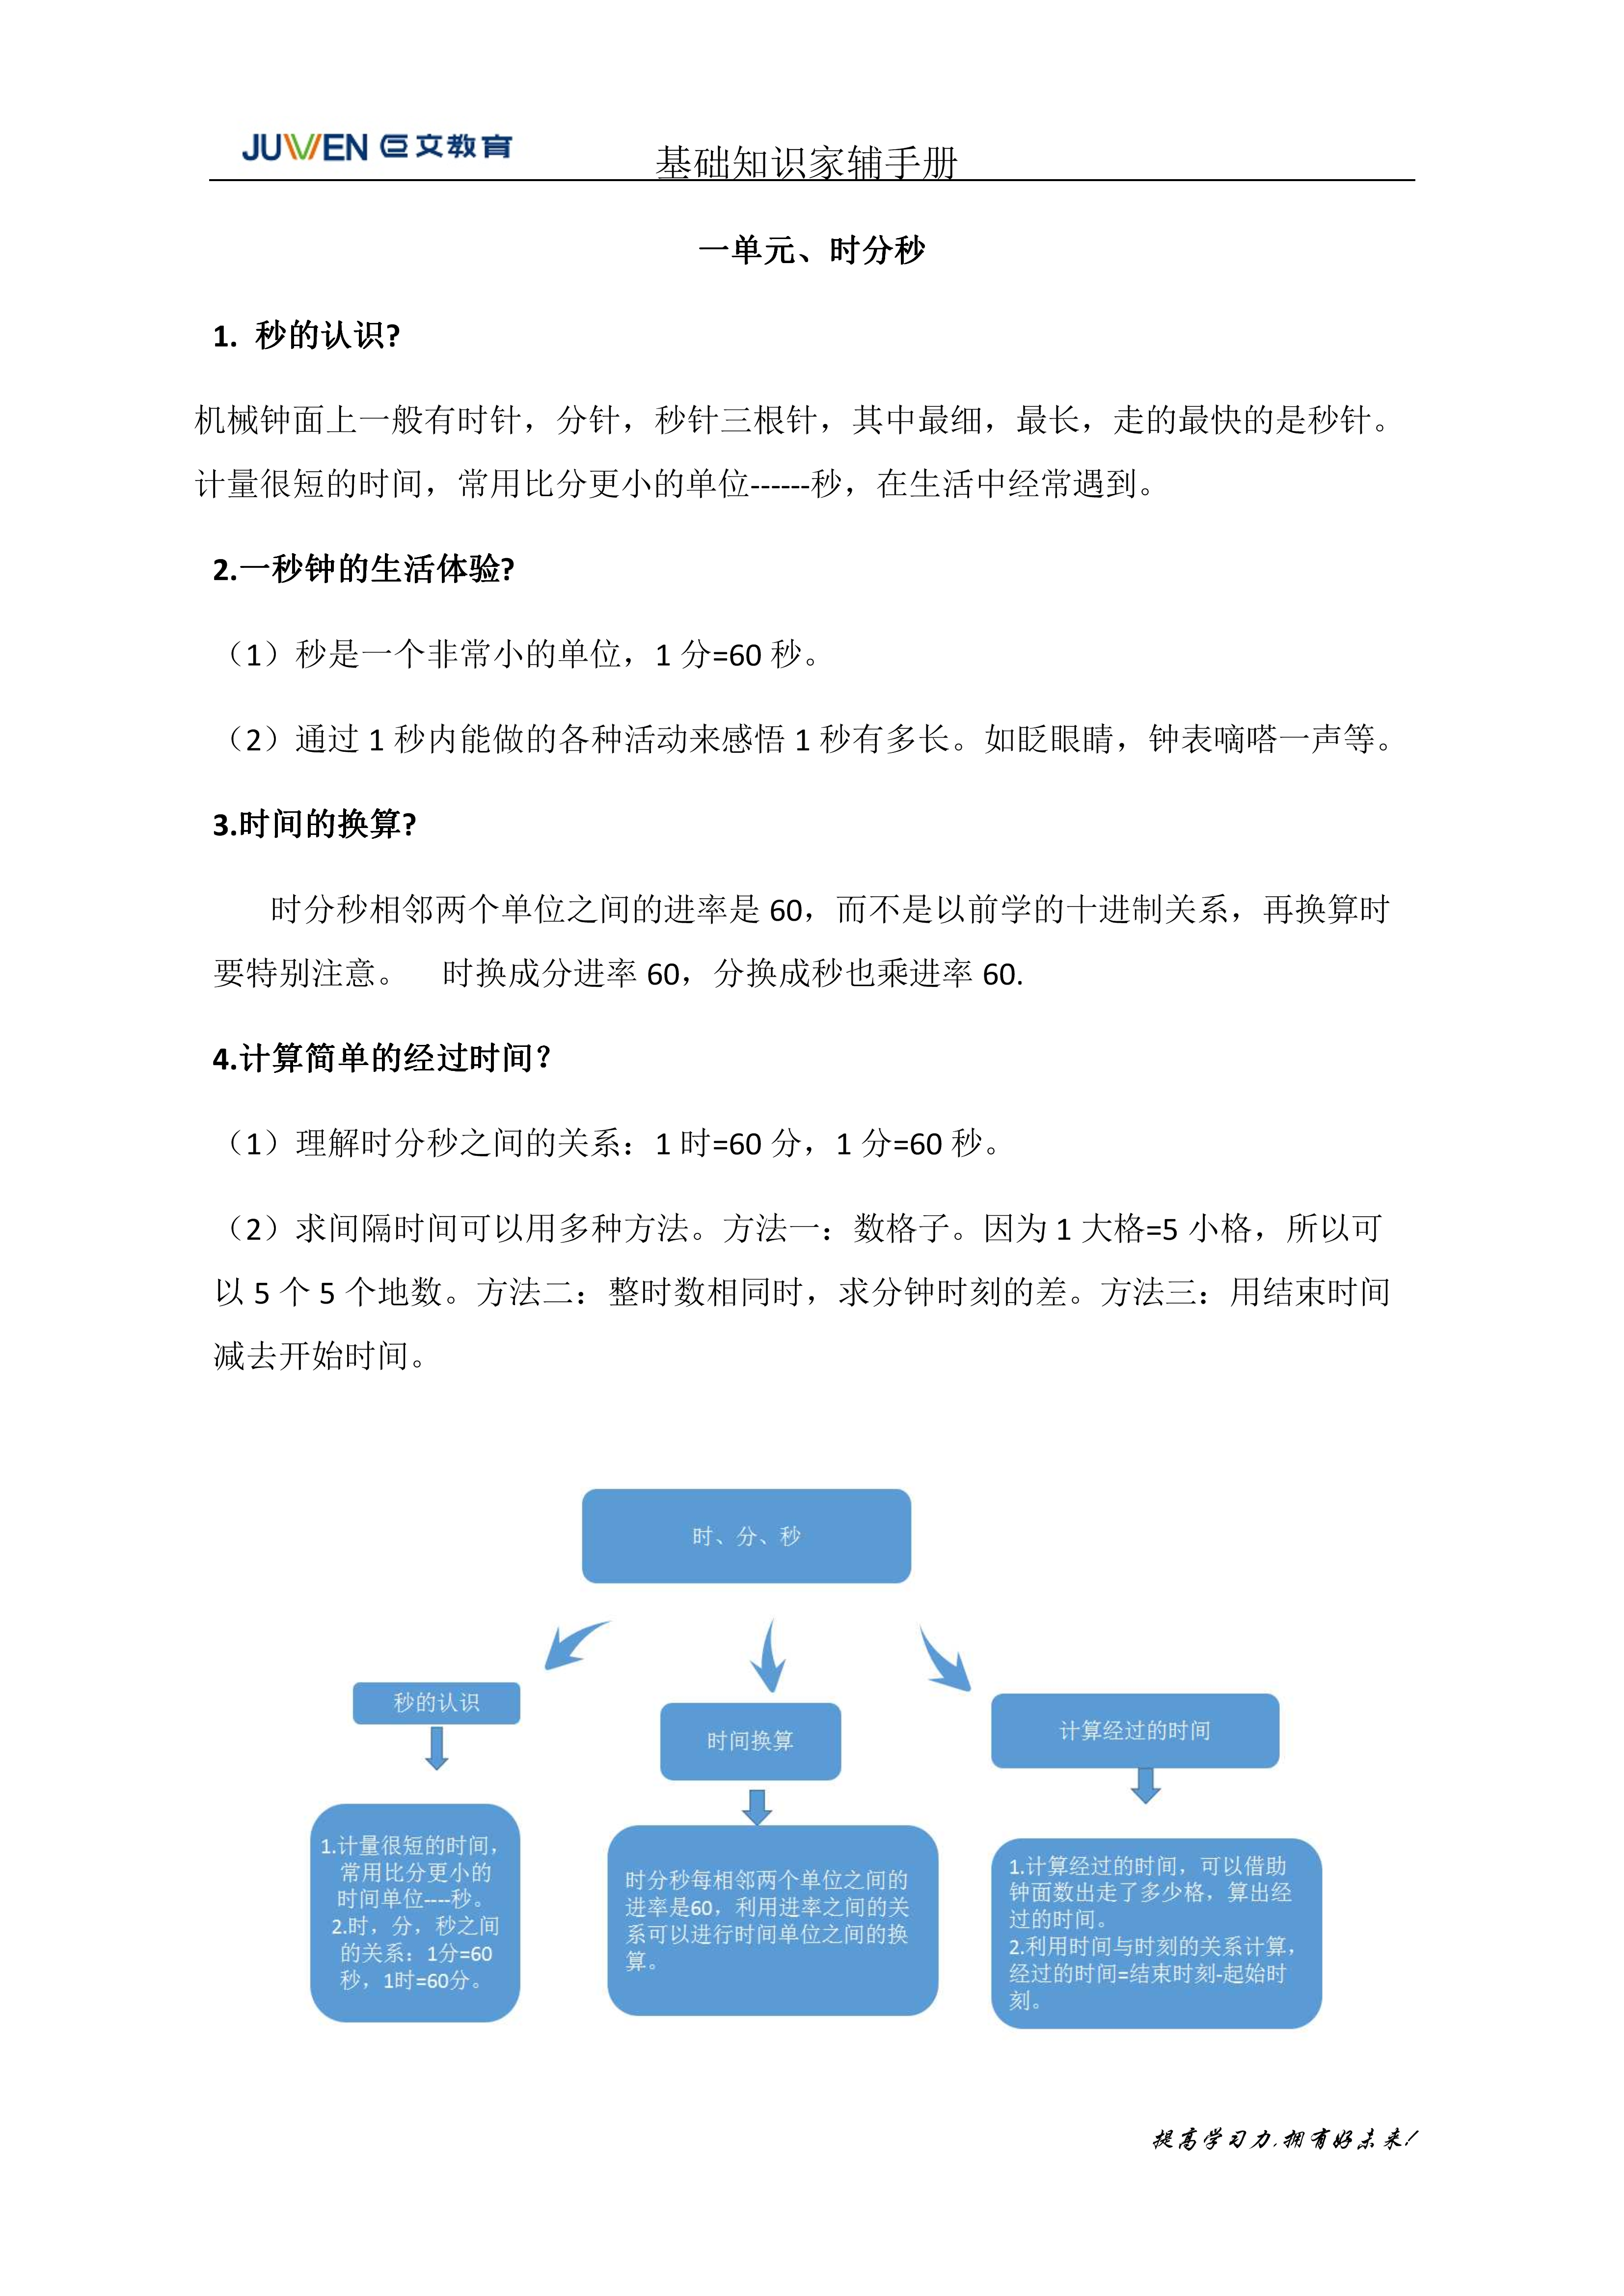 JUWEN 巨文教育
基础知识家辅手册
一单元、时分秒
1. 秒的认识?
机械钟面上一般有时针，分针，秒针三根针，其中最细，最长，走的最快的是秒针。
计量很短的时间，常用比分更小的单位------秒，在生活中经常遇到。
2.一秒钟的生活体验?
（1）秒是一个非常小的单位，1 分=60 秒。
（2）通过 1 秒内能做的各种活动来感悟 1 秒有多长。如眨眼睛，钟表嘀嗒一声等。
3.时间的换算?
时分秒相邻两个单位之间的进率是 60，而不是以前学的十进制关系，再换算时
要特别注意。 时换成分进率 60，分换成秒也乘进率 60.
4.计算简单的经过时间？
（1）理解时分秒之间的关系：1 时=60 分，1 分=60 秒。
（2）求间隔时间可以用多种方法。方法一：数格子。因为 1 大格=5 小格，所以可
以 5 个 5 个地数。方法二：整时数相同时，求分钟时刻的差。方法三：用结束时间
减去开始时间。
时、分、秒
秒的认识
1.计量很短的时间，
常用比分更小的
时间单位----秒。
2.时，分，秒之间
的关系：1分=60
秒，1时=60分。
时间换算
时分秒每相邻两个单位之间的
进率是60，利用进率之间的关
系可以进行时间单位之间的换
算。
计算经过的时间
1.计算经过的时间，可以借助
钟面数出走了多少格，算出经
过的时间。
2.利用时间与时刻的关系计算，
经过的时间=结束时刻-起始时
刻。
提高学习力,拥有好未来!